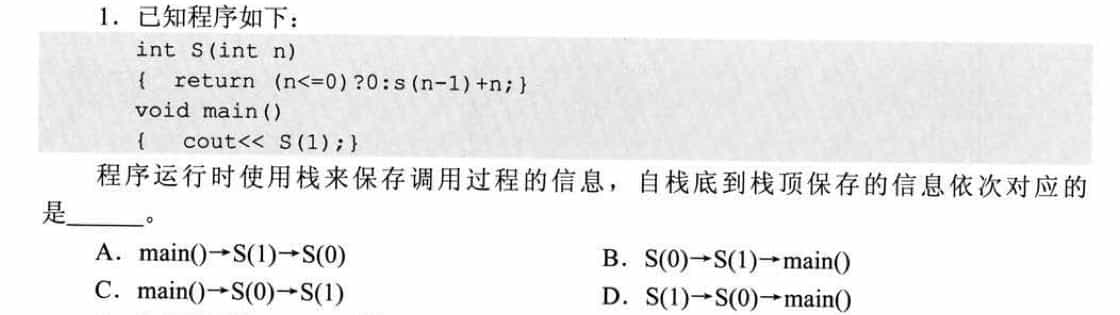 1. 已知程序如下：
int S(int n)
{ return (n<=0)?0:s(n-1)+n;}
void main()
{ cout<< S(1);}
程序运行时使用栈来保存调用过程的信息，自栈底到栈顶保存的信息依次对应的
是______。
A. main()→S(1)→S(0) B. S(0)→S(1)→main()
C. main()→S(0)→S(1) D. S(1)→S(0)→main()